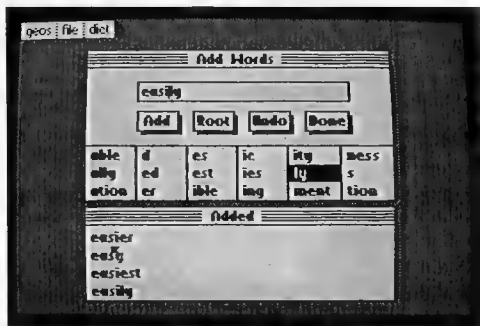 geos file dict
Add Words
easily
Add Root Undo Done
able d es ic ity ness
ally ed est ies ly s
ation er ible ing ment tion
Added
easier
easy
easiest
easily